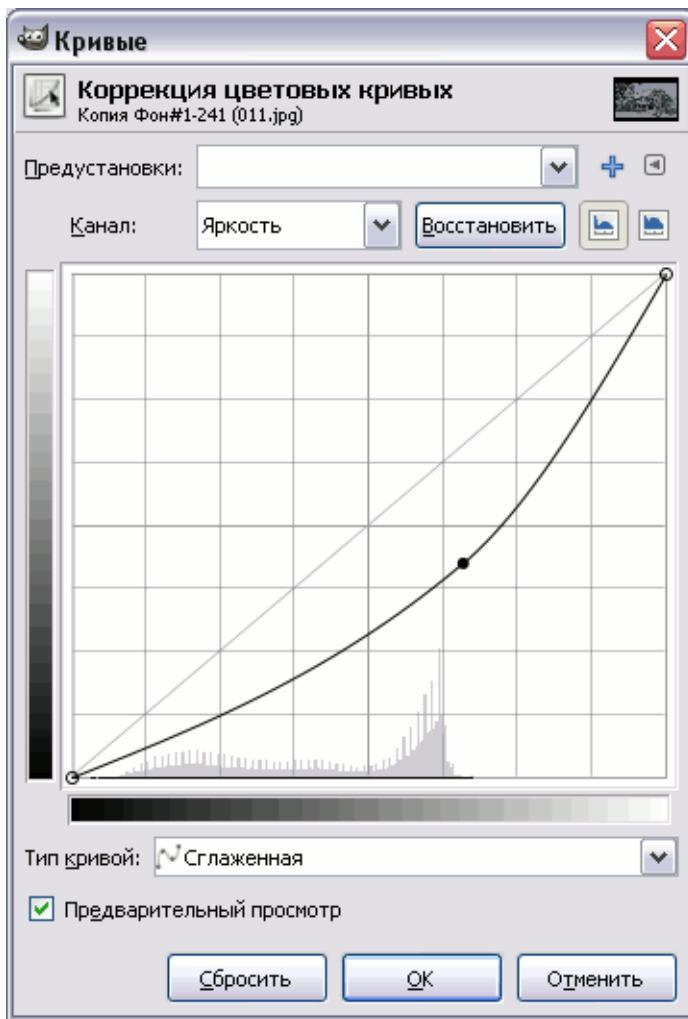 Кривые
Коррекция цветовых кривых
Копия Фон#1-241 (011.jpg)
Предустановки:
Канал: Яркость Восстановить
Тип кривой: Сглаженная
Предварительный просмотр
Сбросить OK Отменить